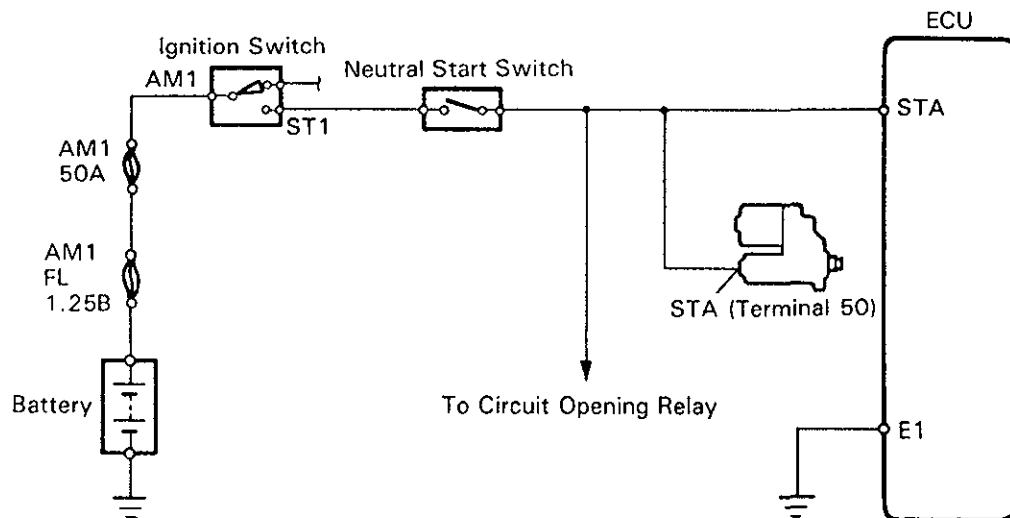 ECU
Ignition Switch
AM1
Neutral Start Switch
ST1
STA
AM1
50A
AM1
FL
1.25B
STA (Terminal 50)
Battery
To Circuit Opening Relay
E1